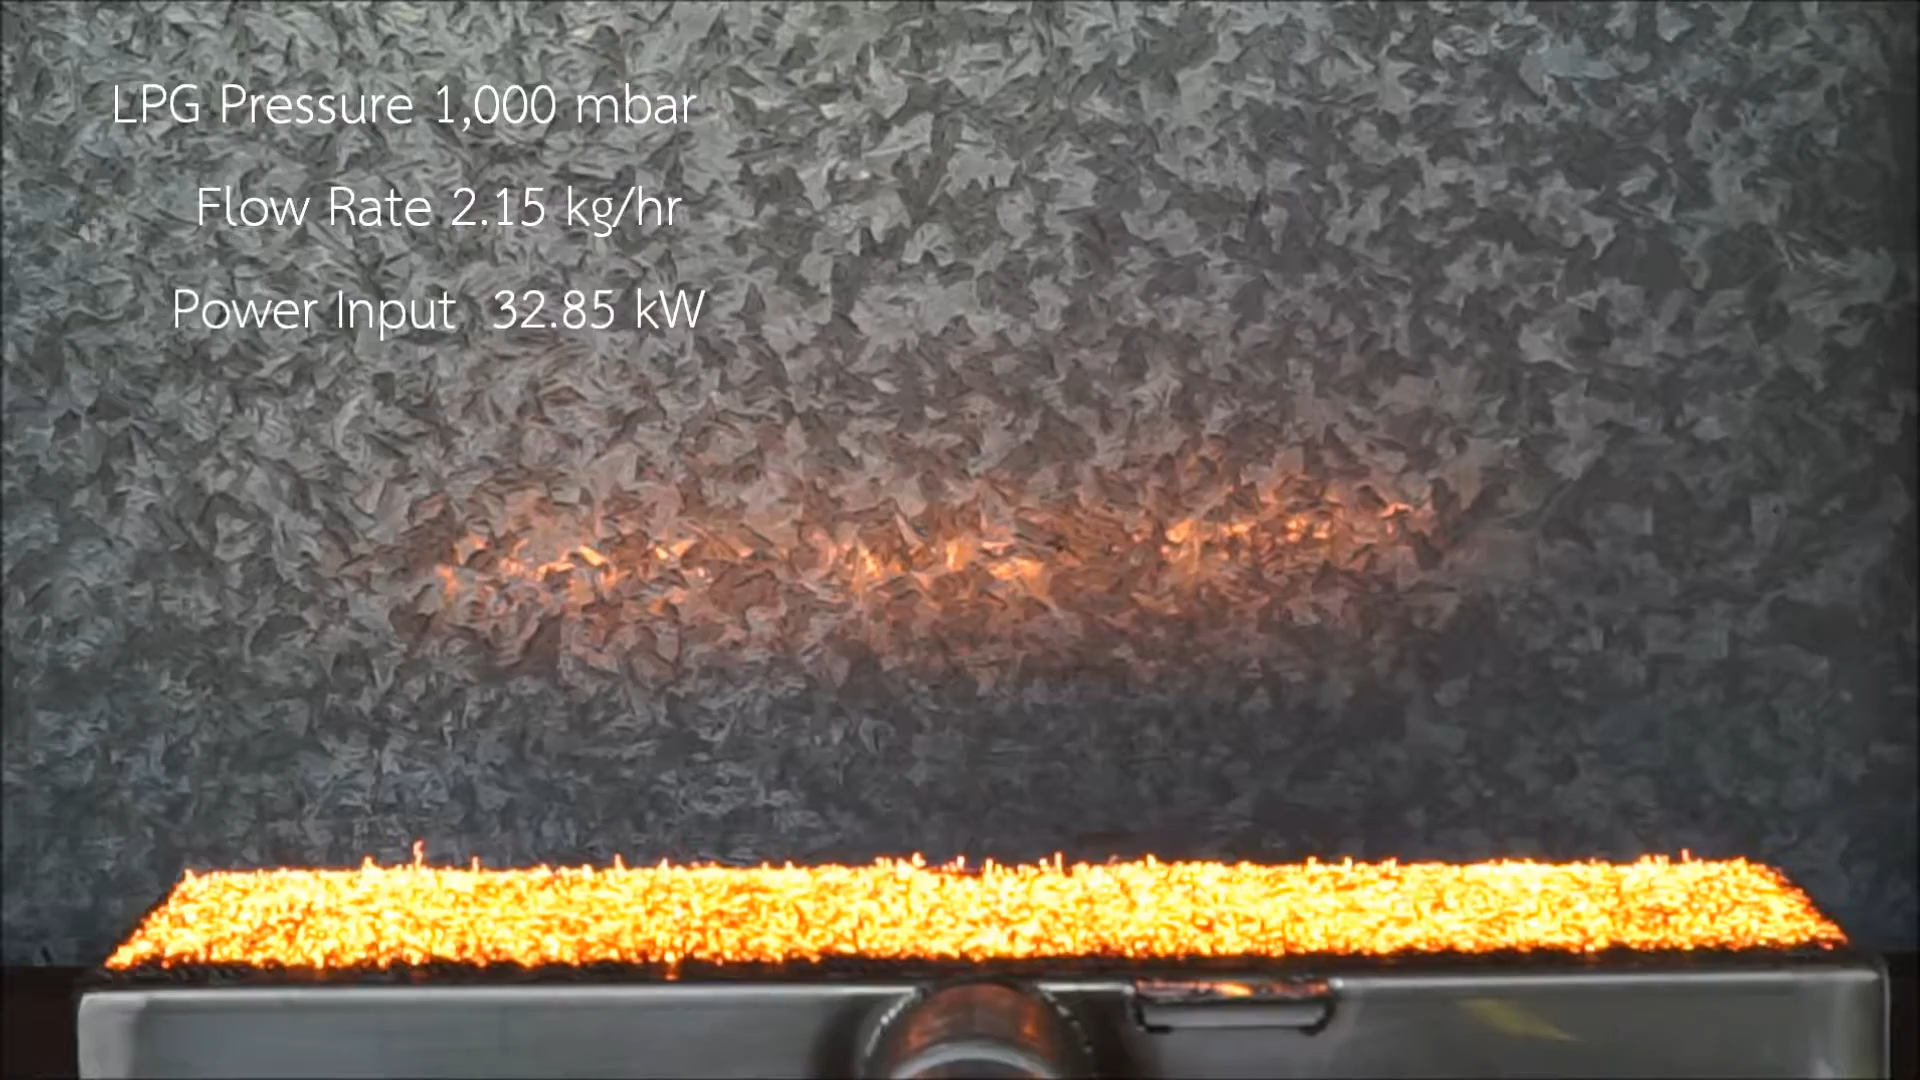 LPG Pressure 1,000 mbar
Flow Rate 2.15 kg/hr
Power Input 32.85 kW